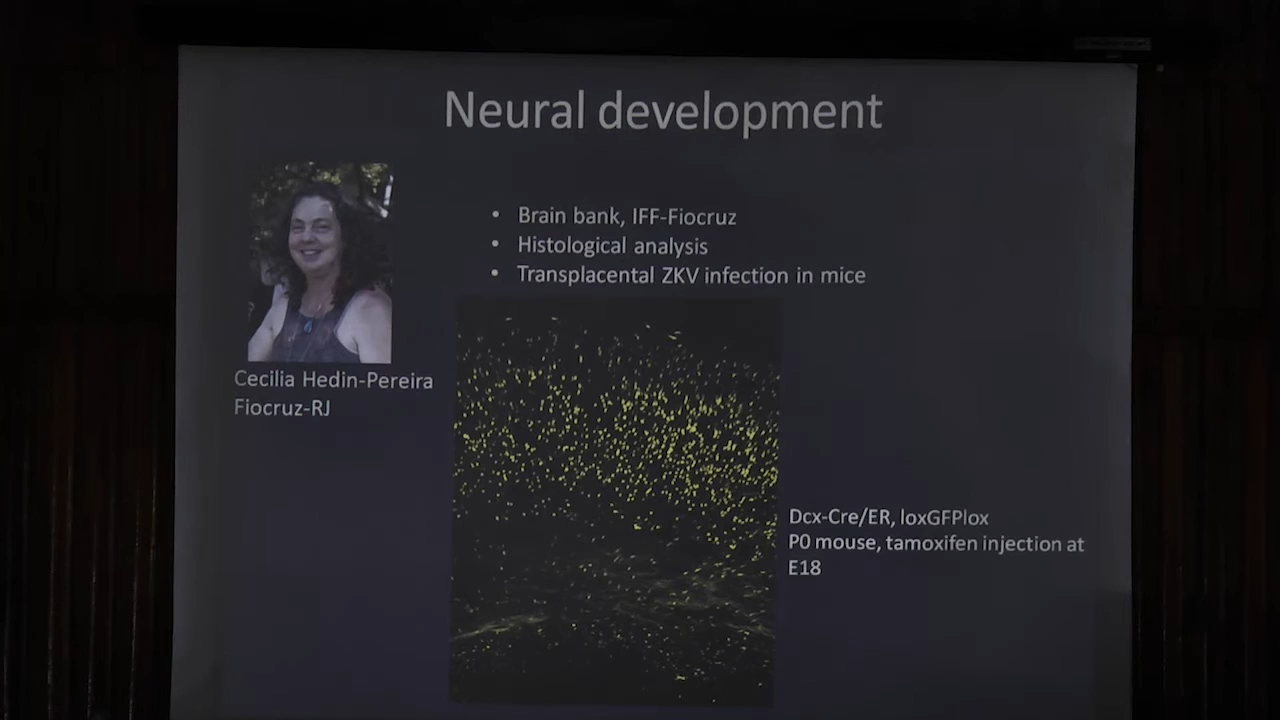 Neural development
• Brain bank, IFF-Fiocruz
• Histological analysis
• Transplacental ZKV infection in mice
Cecilia Hedin-Pereira
Fiocruz-RJ
Dcx-Cre/ER, loxGFPlox
P0 mouse, tamoxifen injection at
E18